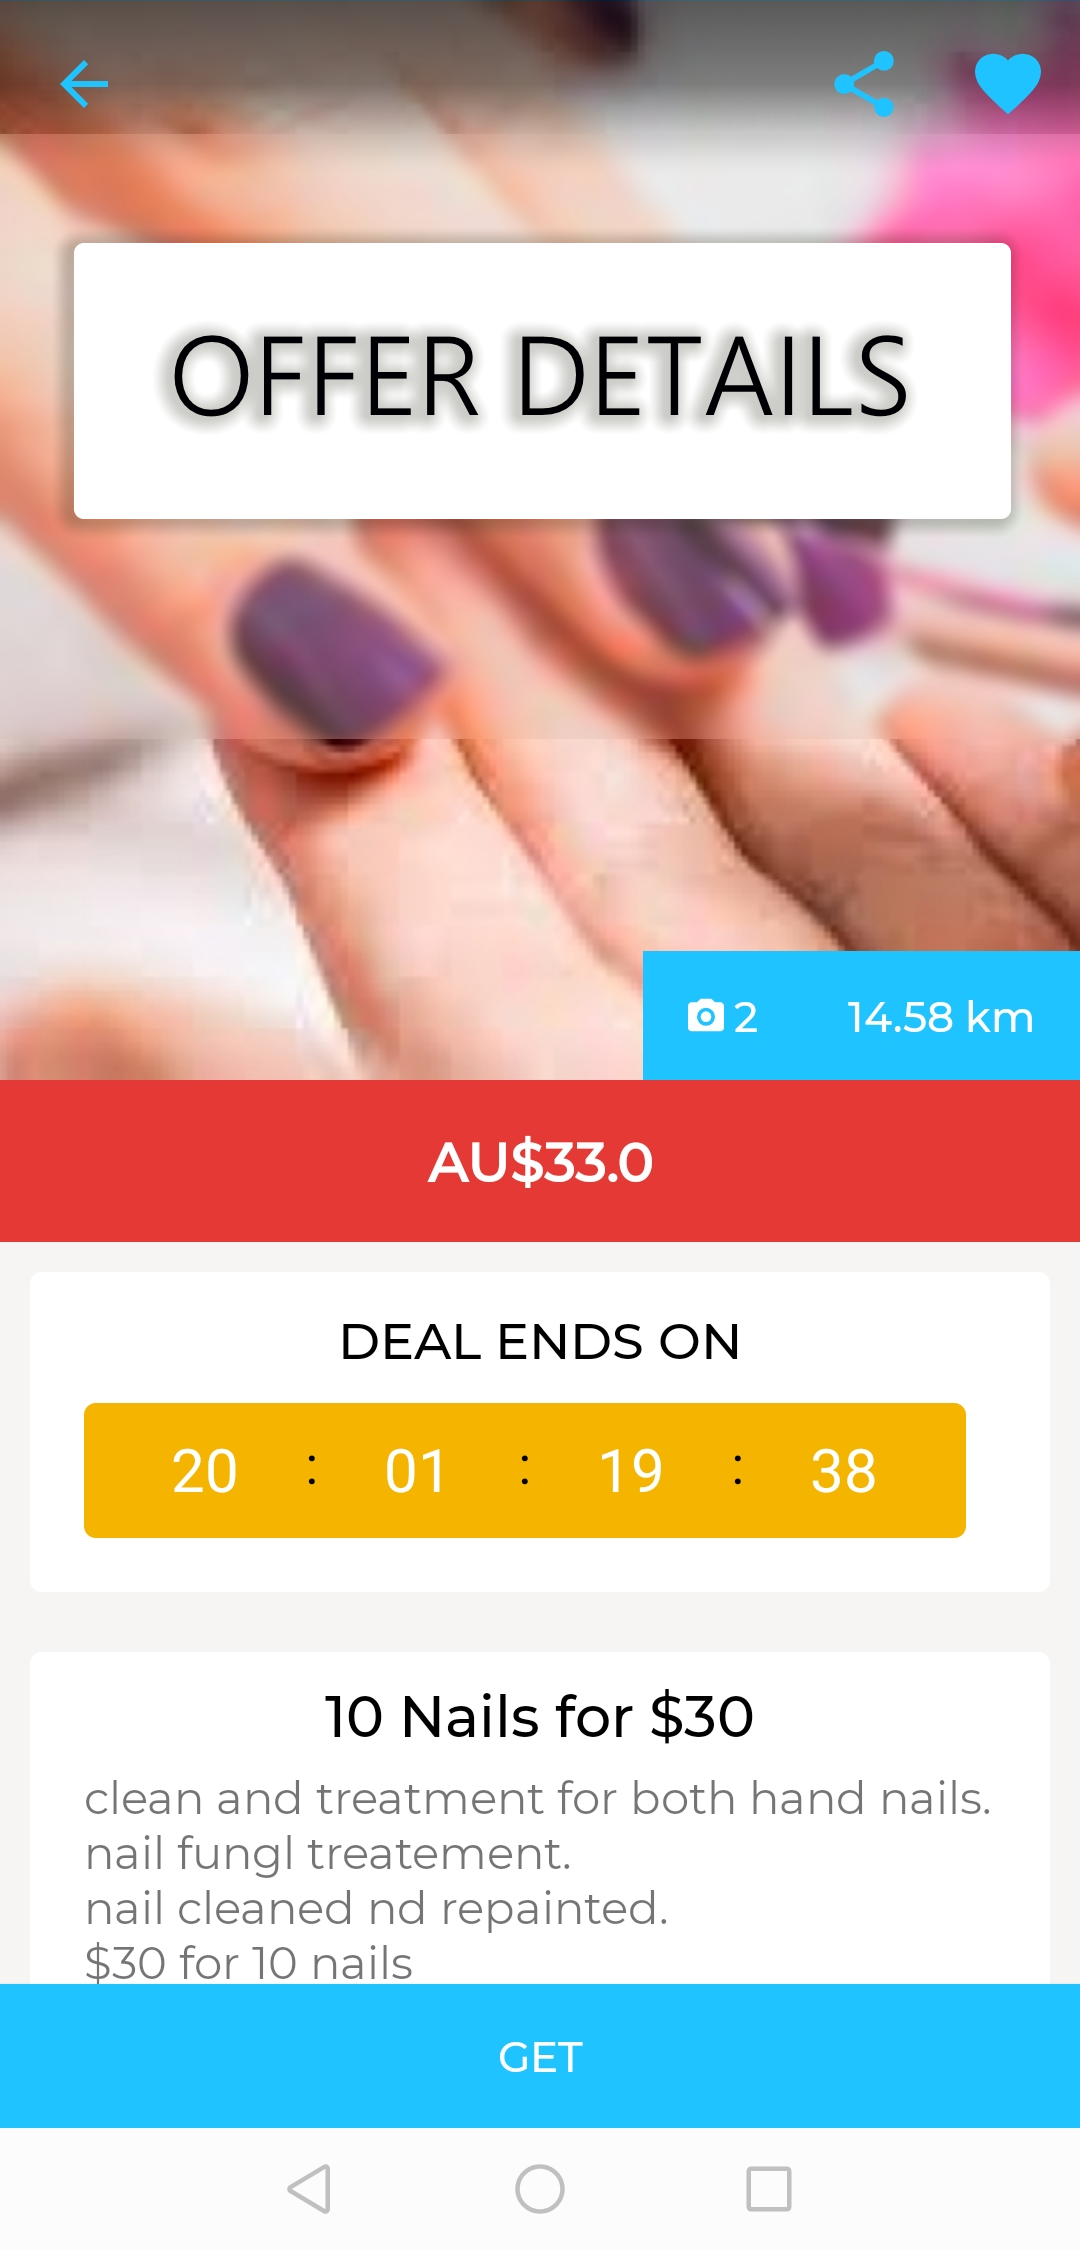 OFFER DETAILS
2 14.58 km
AU$33.0
DEAL ENDS ON
20 : 01 : 19 : 38
10 Nails for $30
clean and treatment for both hand nails.
nail fungl treatement.
nail cleaned nd repainted.
$30 for 10 nails
GET